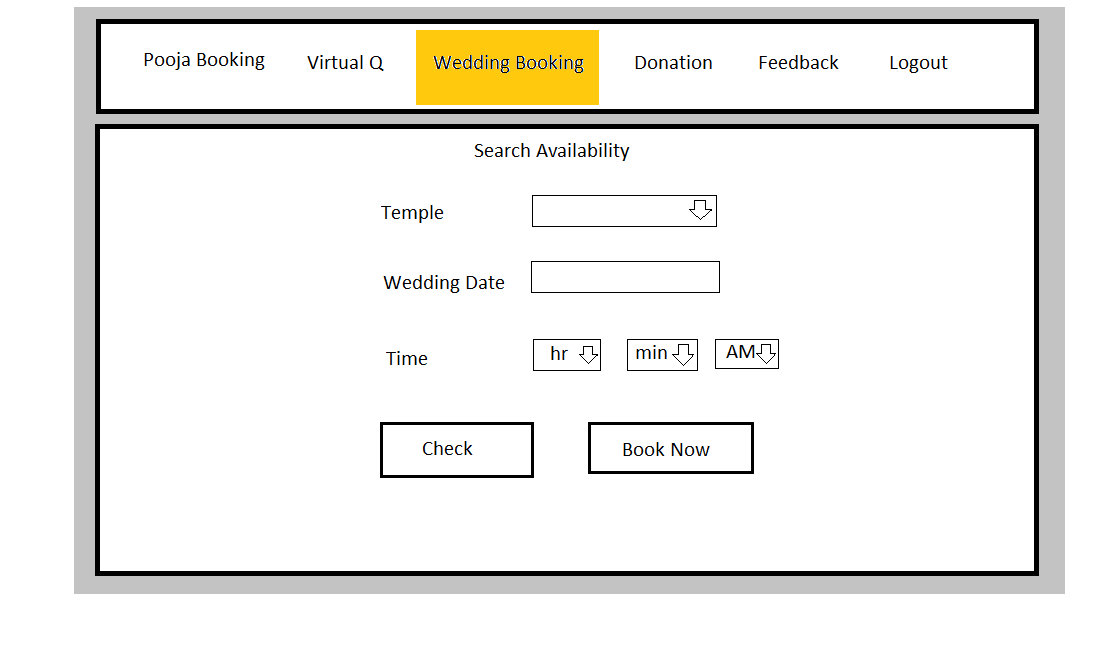 Pooja Booking Virtual Q Wedding Booking Donation Feedback Logout
Search Availability
Temple
Wedding Date
Time hr min AM
Check Book Now